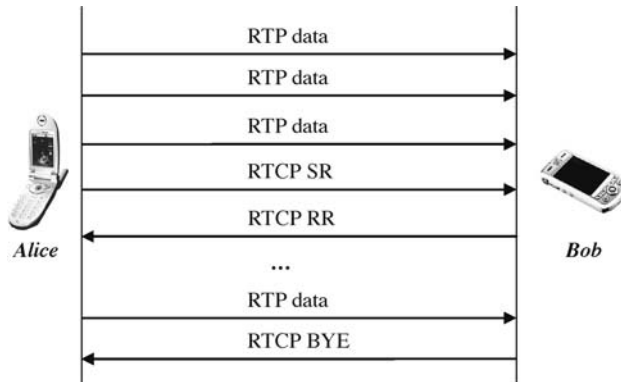 RTP data
RTP data
RTP data
RTCP SR
RTCP RR
Alice
Bob
...
RTP data
RTCP BYE